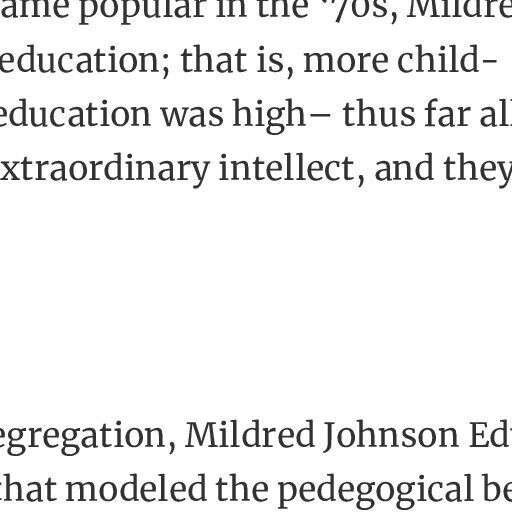 ame popular in the '70s, Mildre
education; that is, more child-
education was high– thus far al
xtraordinary intellect, and they
egregation, Mildred Johnson Ed
that modeled the pedegogical be